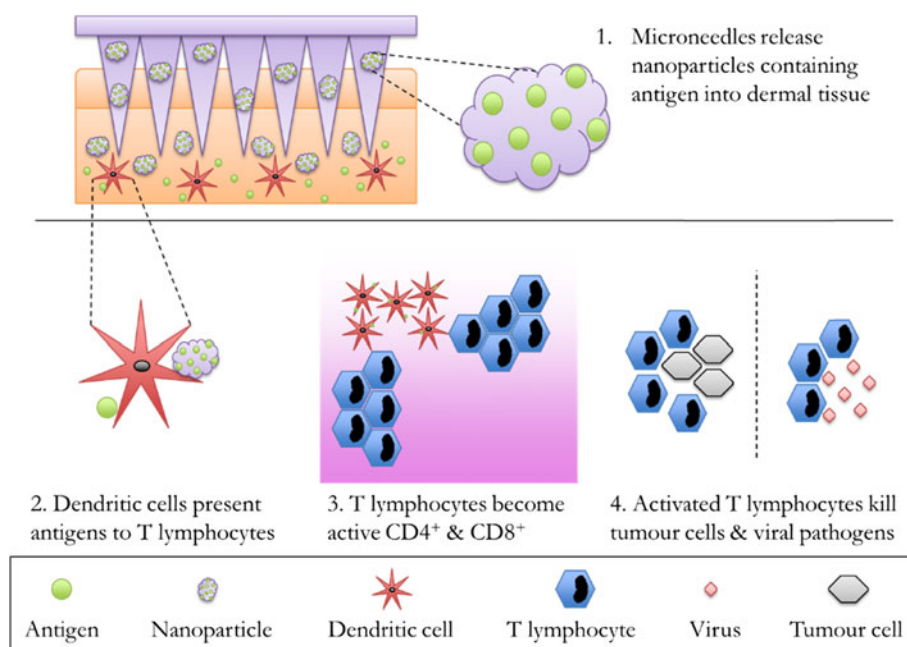 1. Microneedles release
nanoparticles containing
antigen into dermal tissue
2. Dendritic cells present
antigens to T lymphocytes
3. T lymphocytes become
active CD4⁺ & CD8⁺
4. Activated T lymphocytes kill
tumour cells & viral pathogens
Antigen
Nanoparticle
Dendritic cell
T lymphocyte
Virus
Tumour cell